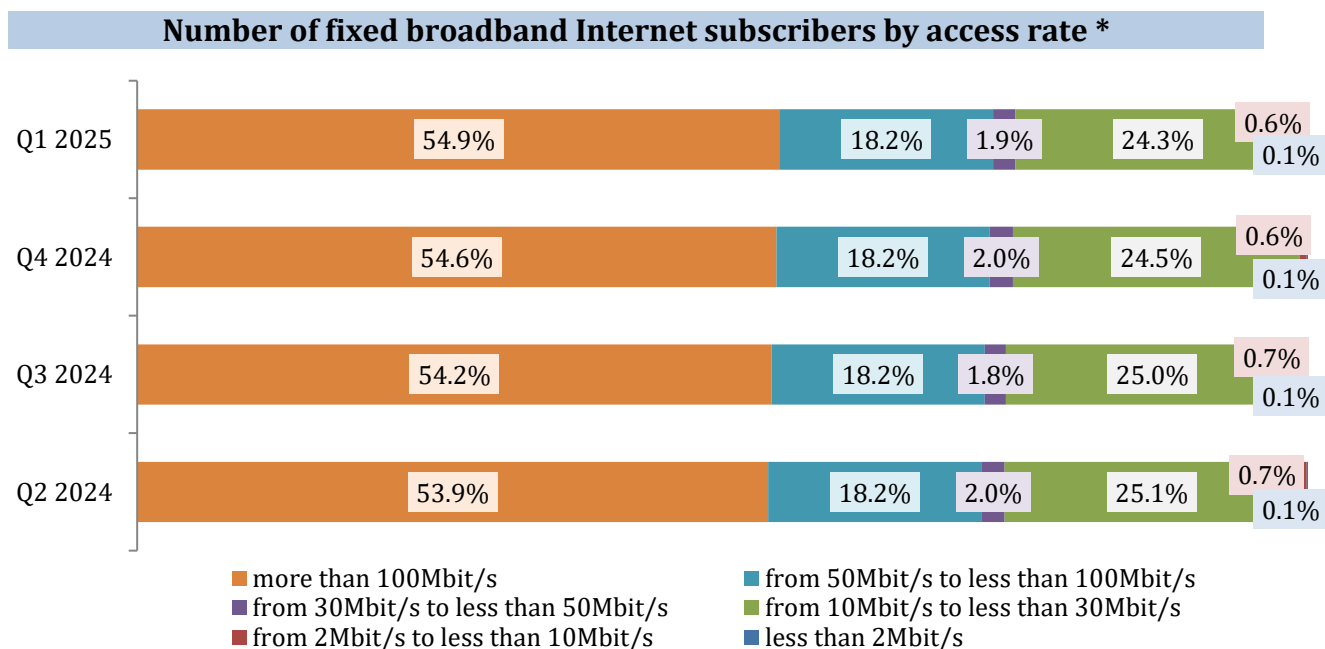 Number of fixed broadband Internet subscribers by access rate *
Q1 2025
54.9%
18.2%
1.9%
24.3%
0.6%
0.1%
Q4 2024
54.6%
18.2%
2.0%
24.5%
0.6%
0.1%
Q3 2024
54.2%
18.2%
1.8%
25.0%
0.7%
0.1%
Q2 2024
53.9%
18.2%
2.0%
25.1%
0.7%
0.1%
more than 100Mbit/s
from 50Mbit/s to less than 100Mbit/s
from 30Mbit/s to less than 50Mbit/s
from 10Mbit/s to less than 30Mbit/s
from 2Mbit/s to less than 10Mbit/s
less than 2Mbit/s